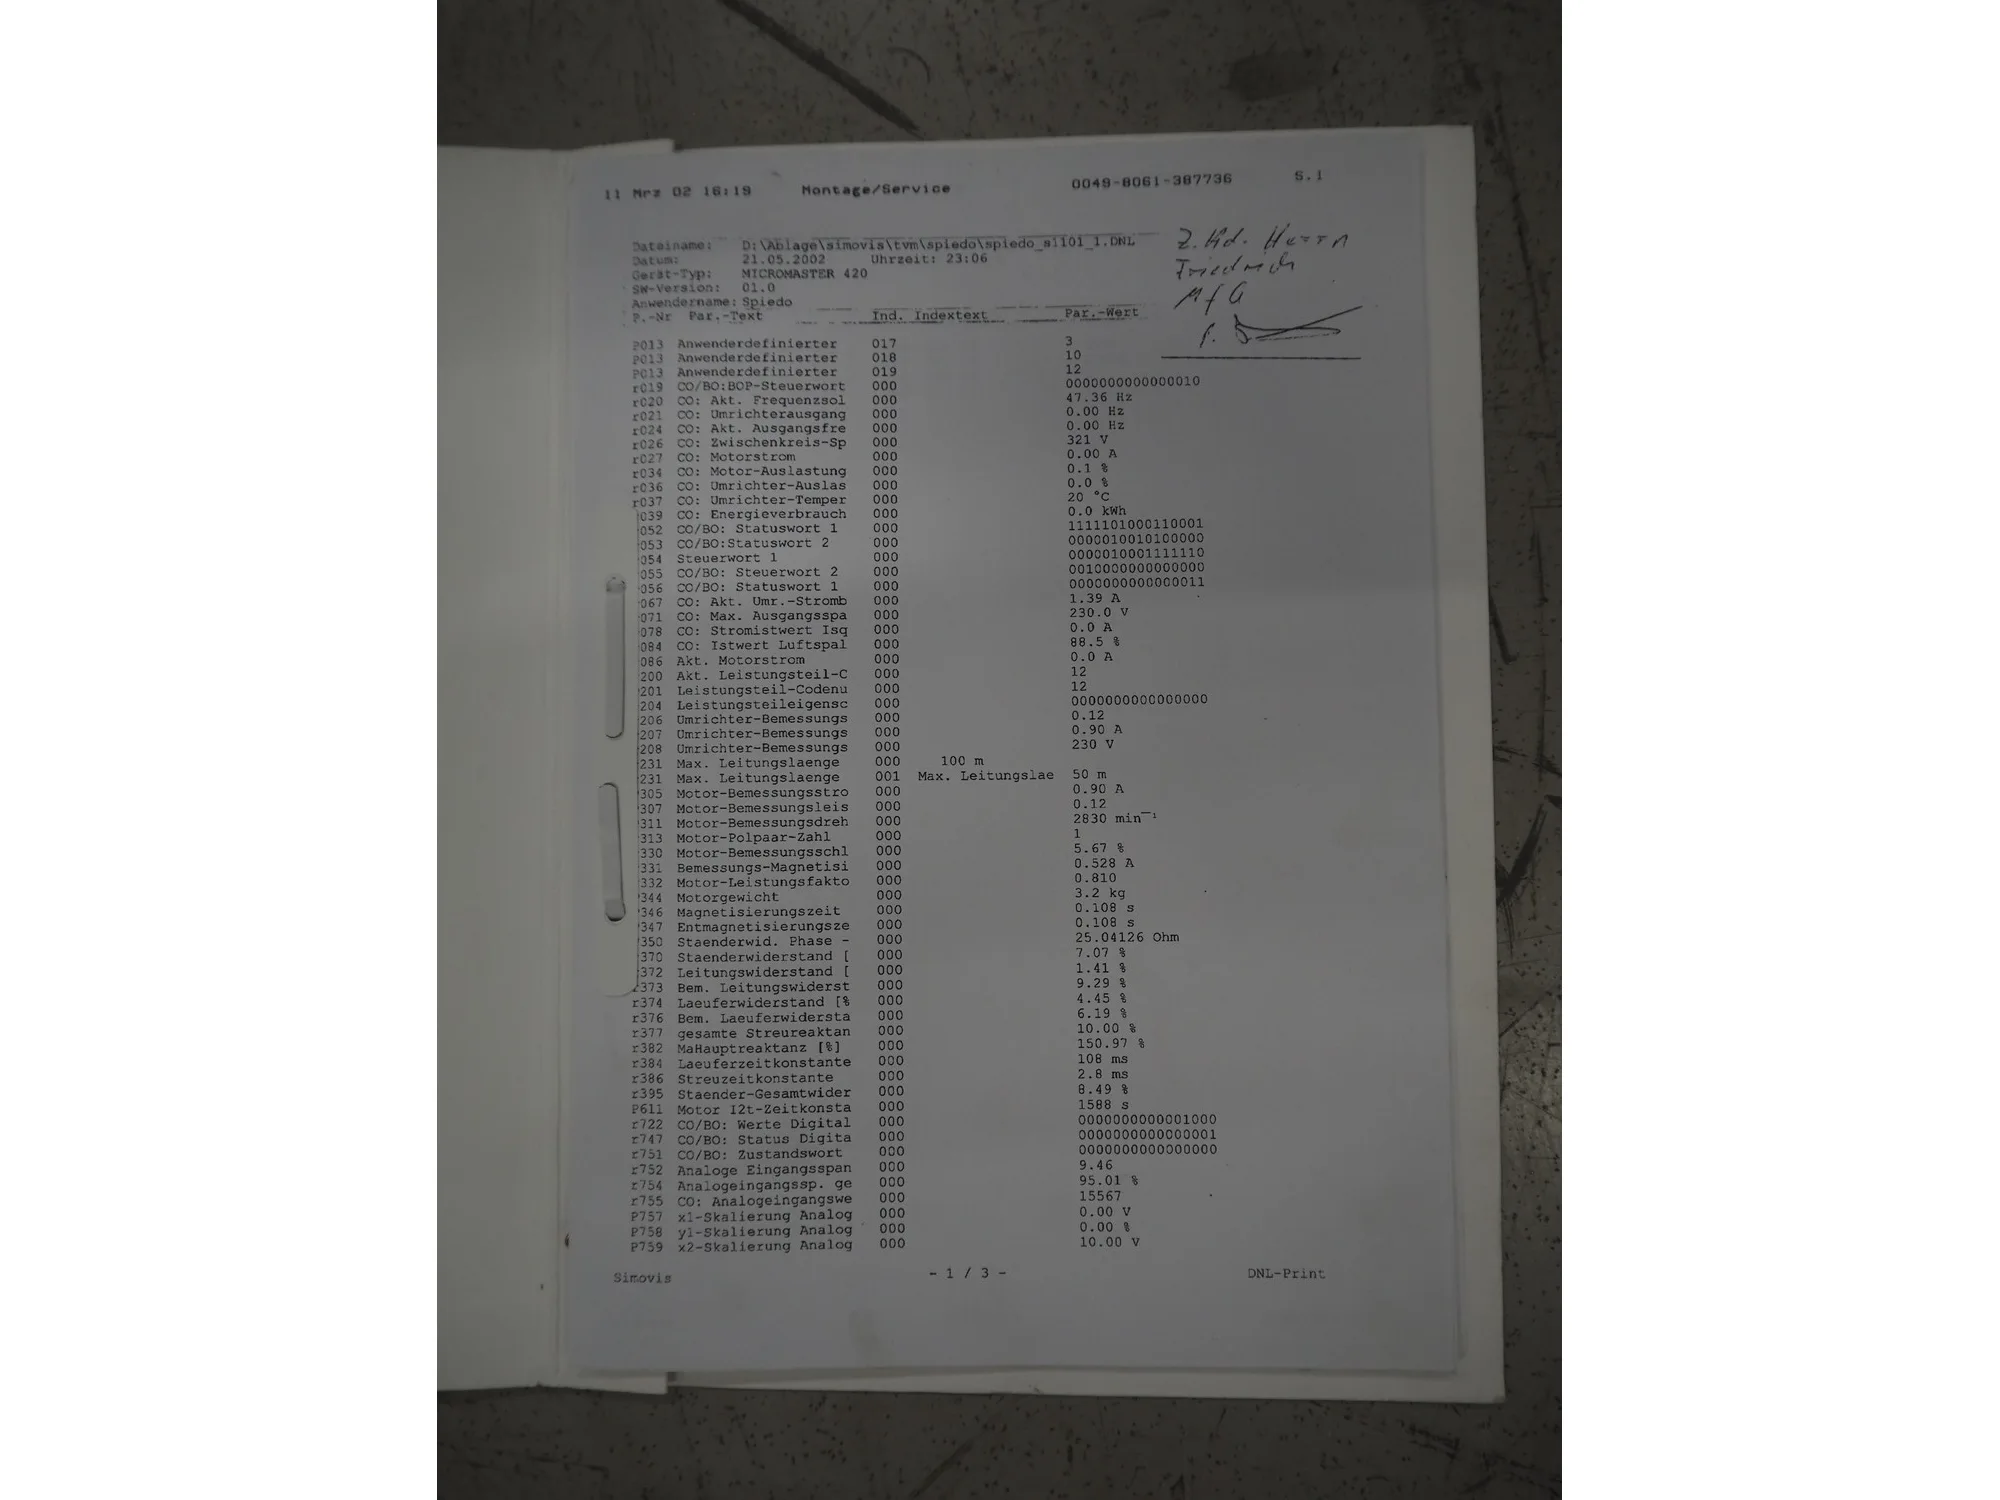 11 Mrz 02 16:19 Montage/Service 0049-8061-387736 S.1
Dateiname: D:\Ablage\simovis\tvm\spiedo\spiedo_s1101_1.DNL
Z. Hd. Herrn
Datum: 21.05.2002 Uhrzeit: 23:06
Friedrich
Gerät-Typ: MICROMASTER 420
SW-Version: 01.0
MfG
Anwendername: Spiedo
P.-Nr Par.-Text Ind. Indextext Par.-Wert
P013 Anwenderdefinierter 017 3
P013 Anwenderdefinierter 018 10
P013 Anwenderdefinierter 019 12
r019 CO/BO:BOP-Steuerwort 000 0000000000000010
r020 CO: Akt. Frequenzsol 000 47.36 Hz
r021 CO: Umrichterausgang 000 0.00 Hz
r024 CO: Akt. Ausgangsfre 000 0.00 Hz
r026 CO: Zwischenkreis-Sp 000 321 V
r027 CO: Motorstrom 000 0.00 A
r034 CO: Motor-Auslastung 000 0.1 %
r036 CO: Umrichter-Auslas 000 0.0 %
r037 CO: Umrichter-Temper 000 20 °C
039 CO: Energieverbrauch 000 0.0 kWh
052 CO/BO: Statuswort 1 000 1111101000110001
053 CO/BO:Statuswort 2 000 0000010010100000
054 Steuerwort 1 000 0000010001111110
055 CO/BO: Steuerwort 2 000 0010000000000000
056 CO/BO: Statuswort 1 000 0000000000000011
067 CO: Akt. Umr.-Stromb 000 1.39 A
071 CO: Max. Ausgangsspa 000 230.0 V
078 CO: Stromistwert Isq 000 0.0 A
084 CO: Istwert Luftspal 000 88.5 %
086 Akt. Motorstrom 000 0.0 A
200 Akt. Leistungsteil-C 000 12
201 Leistungsteil-Codenu 000 12
204 Leistungsteileigensc 000 0000000000000000
206 Umrichter-Bemessungs 000 0.12
207 Umrichter-Bemessungs 000 0.90 A
208 Umrichter-Bemessungs 000 230 V
231 Max. Leitungslaenge 000 100 m
231 Max. Leitungslaenge 001 Max. Leitungslae 50 m
305 Motor-Bemessungsstro 000 0.90 A
307 Motor-Bemessungsleis 000 0.12
311 Motor-Bemessungsdreh 000 2830 min⁻¹
313 Motor-Polpaar-Zahl 000 1
330 Motor-Bemessungsschl 000 5.67 %
331 Bemessungs-Magnetisi 000 0.528 A
332 Motor-Leistungsfakto 000 0.810
344 Motorgewicht 000 3.2 kg
346 Magnetisierungszeit 000 0.108 s
347 Entmagnetisierungsze 000 0.108 s
350 Staenderwid. Phase - 000 25.04126 Ohm
370 Staenderwiderstand [ 000 7.07 %
372 Leitungswiderstand [ 000 1.41 %
r373 Bem. Leitungswiderst 000 9.29 %
r374 Laeuferwiderstand [% 000 4.45 %
r376 Bem. Laeuferwidersta 000 6.19 %
r377 gesamte Streureaktan 000 10.00 %
r382 MaHauptreaktanz [%] 000 150.97 %
r384 Laeuferzeitkonstante 000 108 ms
r386 Streuzeitkonstante 000 2.8 ms
r395 Staender-Gesamtwider 000 8.49 %
P611 Motor I2t-Zeitkonsta 000 1588 s
r722 CO/BO: Werte Digital 000 0000000000001000
r747 CO/BO: Status Digita 000 0000000000000001
r751 CO/BO: Zustandswort 000 0000000000000000
r752 Analoge Eingangsspan 000 9.46
r754 Analogeingangssp. ge 000 95.01 %
r755 CO: Analogeingangswe 000 15567
P757 x1-Skalierung Analog 000 0.00 V
P758 y1-Skalierung Analog 000 0.00 %
P759 x2-Skalierung Analog 000 10.00 V
Simovis - 1 / 3 - DNL-Print